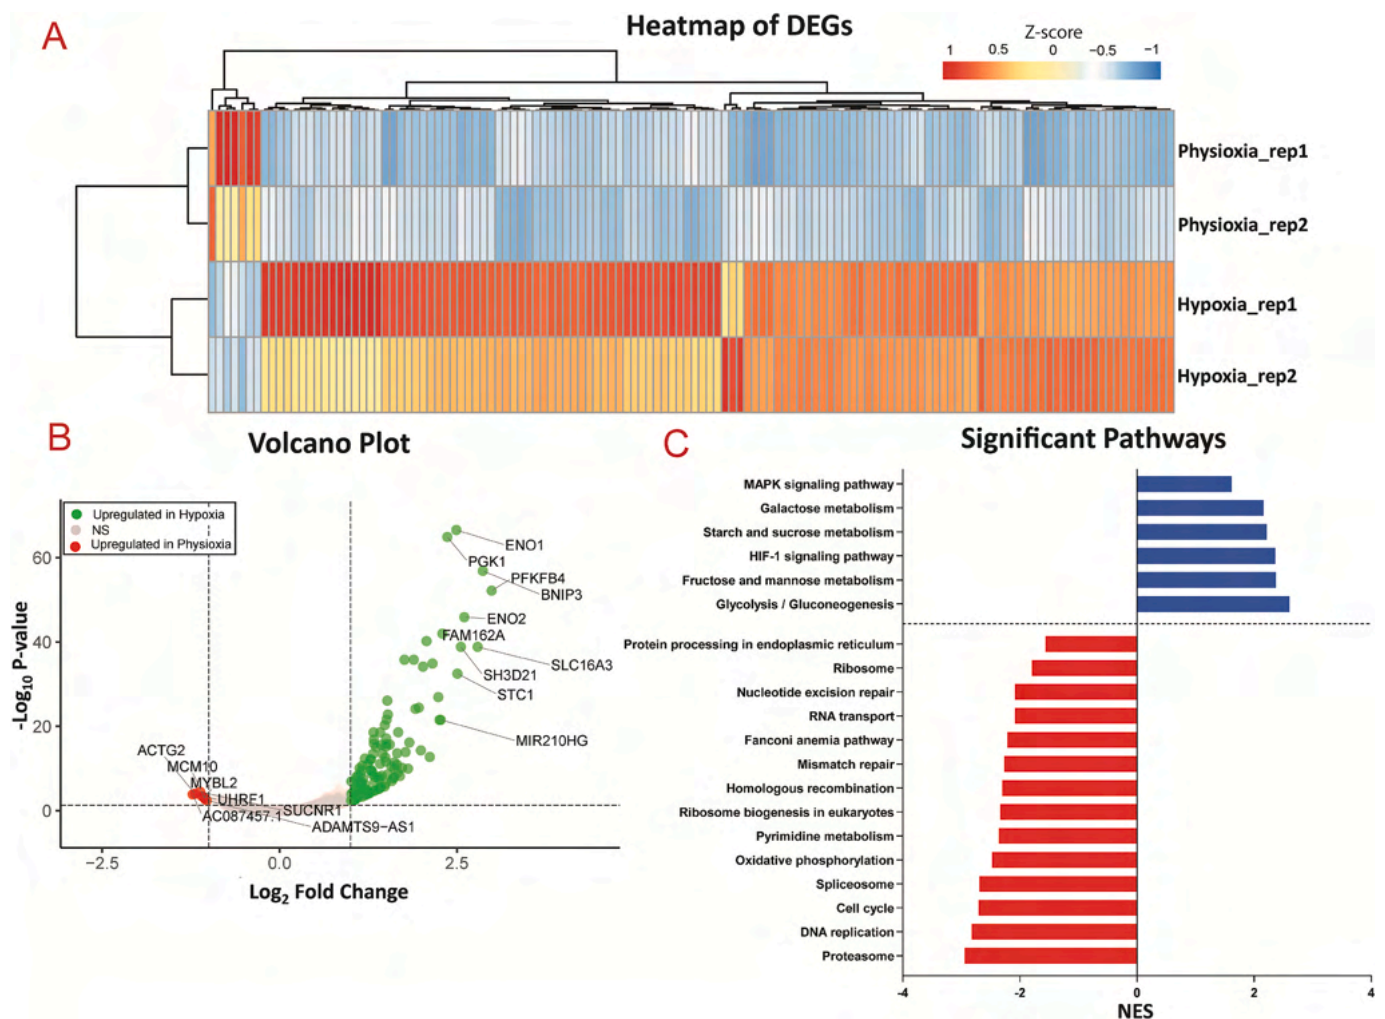 A
Heatmap of DEGs
Z-score
1 0.5 0 −0.5 −1
Physioxia_rep1
Physioxia_rep2
Hypoxia_rep1
Hypoxia_rep2
B
Volcano Plot
Upregulated in Hypoxia
NS
Upregulated in Physioxia
ENO1
PGK1
PFKFB4
BNIP3
ENO2
FAM162A
SLC16A3
SH3D21
STC1
MIR210HG
ACTG2
MCM10
MYBL2
UHRF1
SUCNR1
AC087457.1
ADAMTS9−AS1
60
40
20
0
-Log10 P-value
−2.5 0.0 2.5
Log2 Fold Change
C
Significant Pathways
MAPK signaling pathway
Galactose metabolism
Starch and sucrose metabolism
HIF-1 signaling pathway
Fructose and mannose metabolism
Glycolysis / Gluconeogenesis
Protein processing in endoplasmic reticulum
Ribosome
Nucleotide excision repair
RNA transport
Fanconi anemia pathway
Mismatch repair
Homologous recombination
Ribosome biogenesis in eukaryotes
Pyrimidine metabolism
Oxidative phosphorylation
Spliceosome
Cell cycle
DNA replication
Proteasome
-4 -2 0 2 4
NES